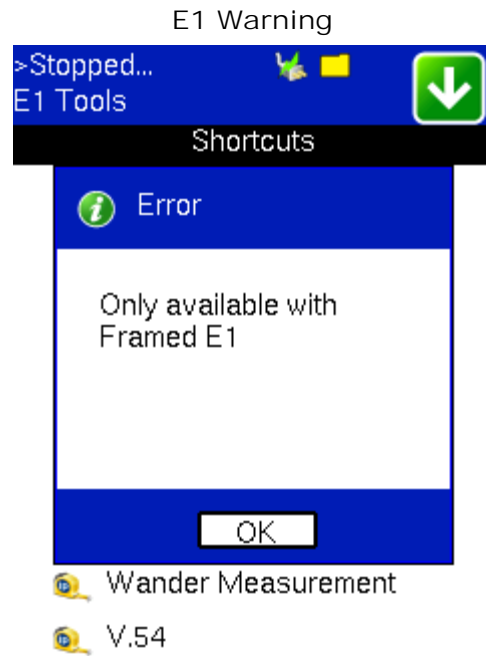 E1 Warning
>Stopped...
E1 Tools
Shortcuts
Error
Only available with
Framed E1
OK
Wander Measurement
V.54